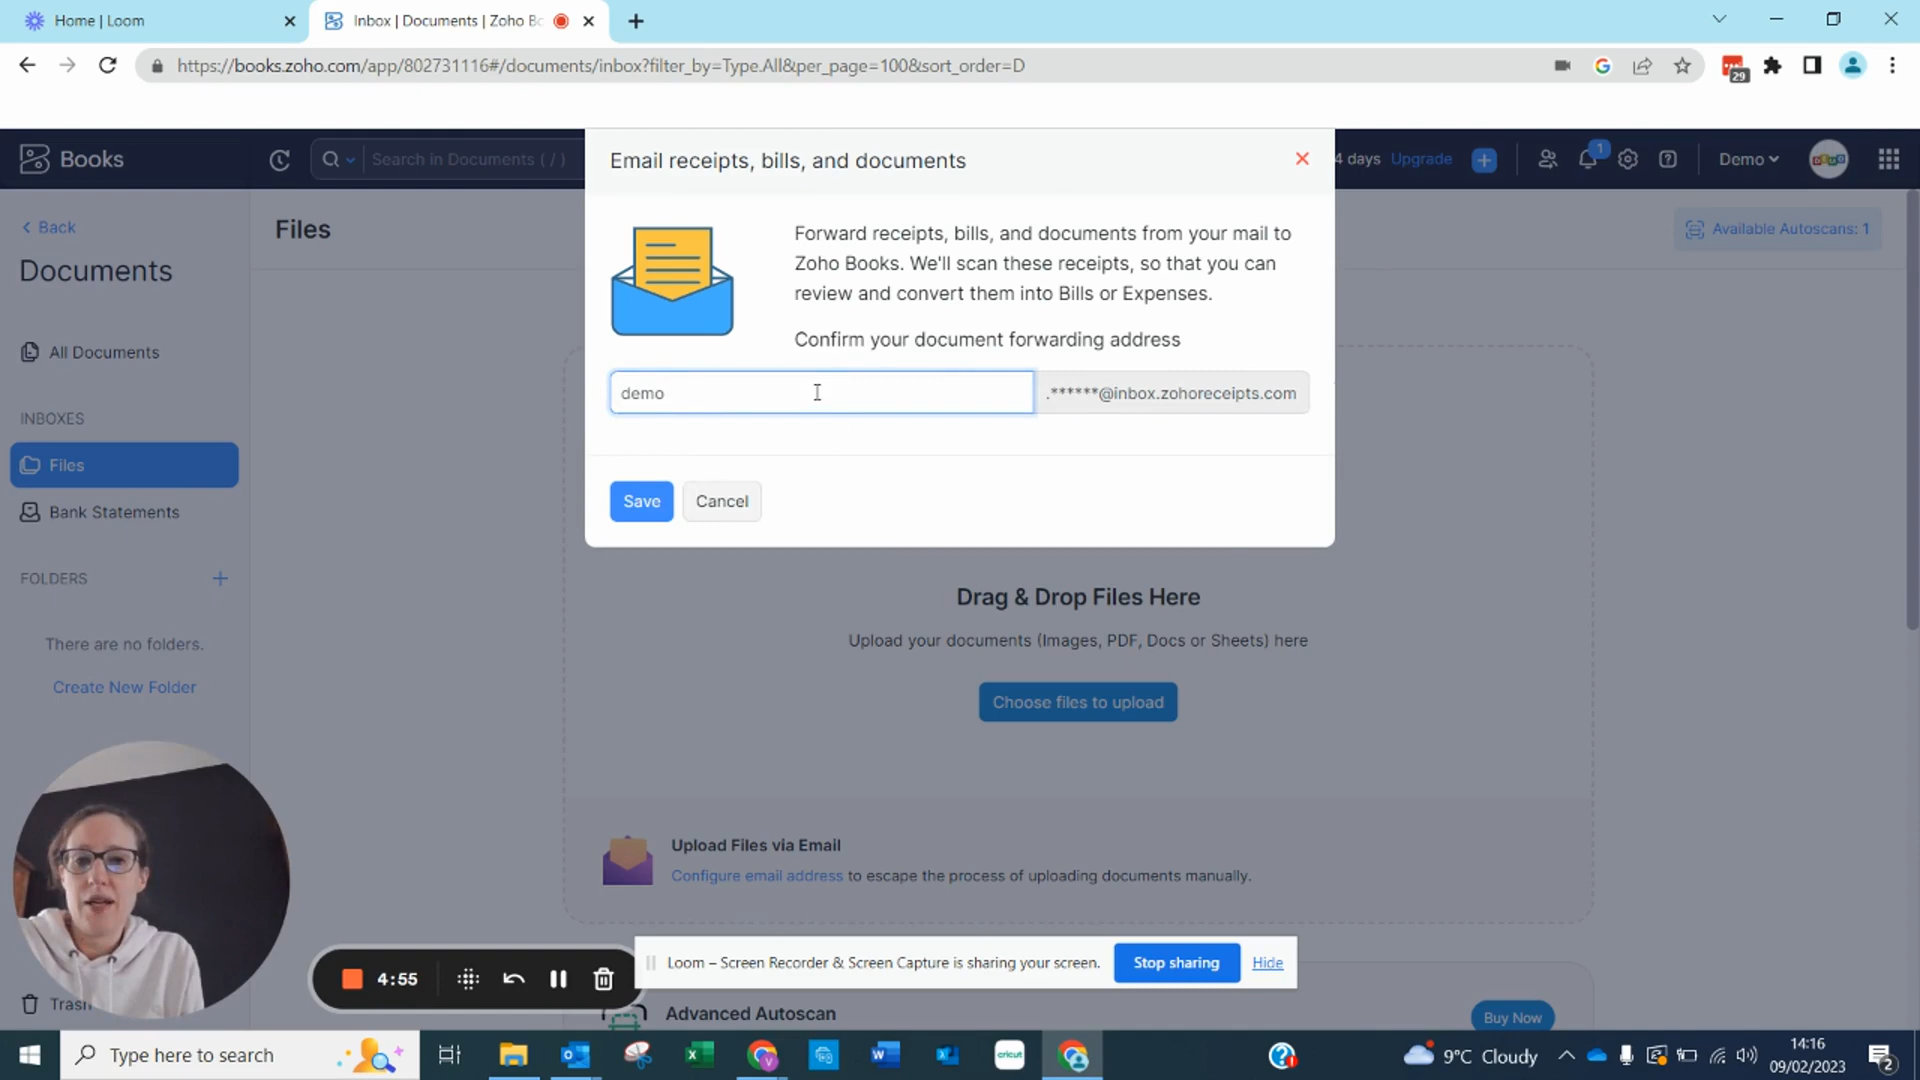 Home | Loom
Inbox | Documents | Zoho Bo
https://books.zoho.com/app/802731116#/documents/inbox?filter_by=Type.All&per_page=100&sort_order=D
29
Books
Search in Documents ( / )
Email receipts, bills, and documents
4 days
Upgrade
1
Demo
Back
Documents
Files
Available Autoscans: 1
Forward receipts, bills, and documents from your mail to
Zoho Books. We'll scan these receipts, so that you can
review and convert them into Bills or Expenses.
Confirm your document forwarding address
demo
.******@inbox.zohoreceipts.com
Save
Cancel
All Documents
INBOXES
Files
Bank Statements
FOLDERS
There are no folders.
Create New Folder
Trash
Drag & Drop Files Here
Upload your documents (Images, PDF, Docs or Sheets) here
Choose files to upload
Upload Files via Email
Configure email address to escape the process of uploading documents manually.
4:55
Loom – Screen Recorder & Screen Capture is sharing your screen.
Stop sharing
Hide
Advanced Autoscan
Buy Now
Type here to search
cricut
9°C Cloudy
14:16
09/02/2023
2